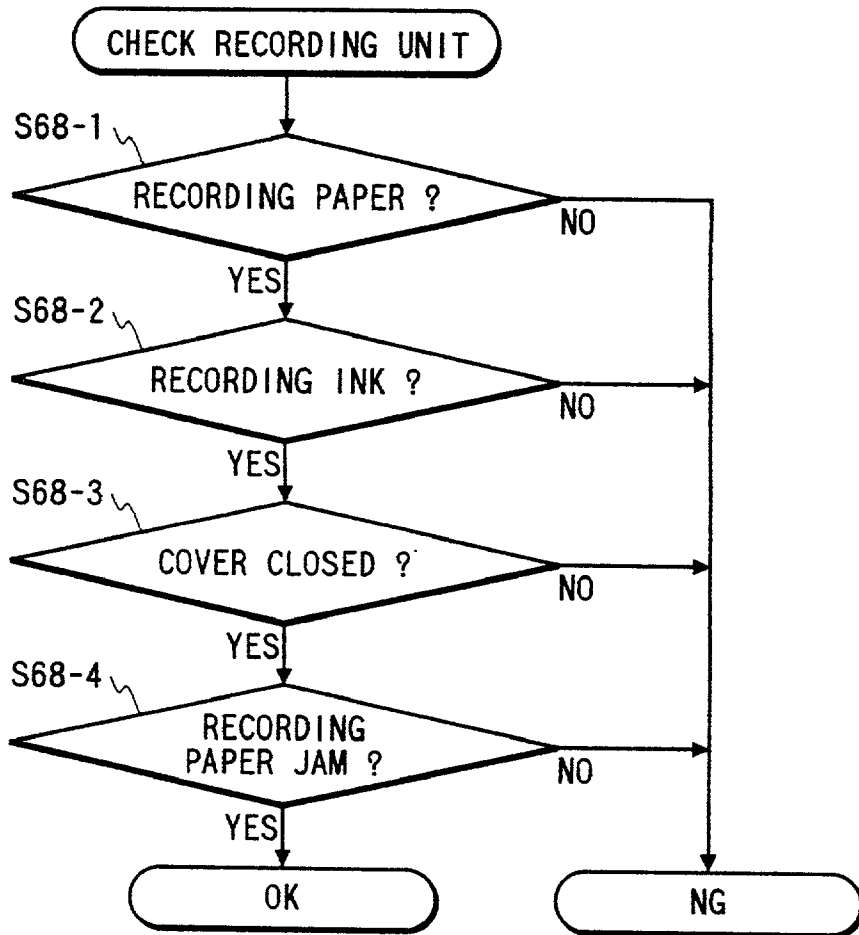 CHECK RECORDING UNIT
S68-1
RECORDING PAPER ?
NO
YES
S68-2
RECORDING INK ?
NO
YES
S68-3
COVER CLOSED ?
NO
YES
S68-4
RECORDING
PAPER JAM ?
NO
YES
OK
NG